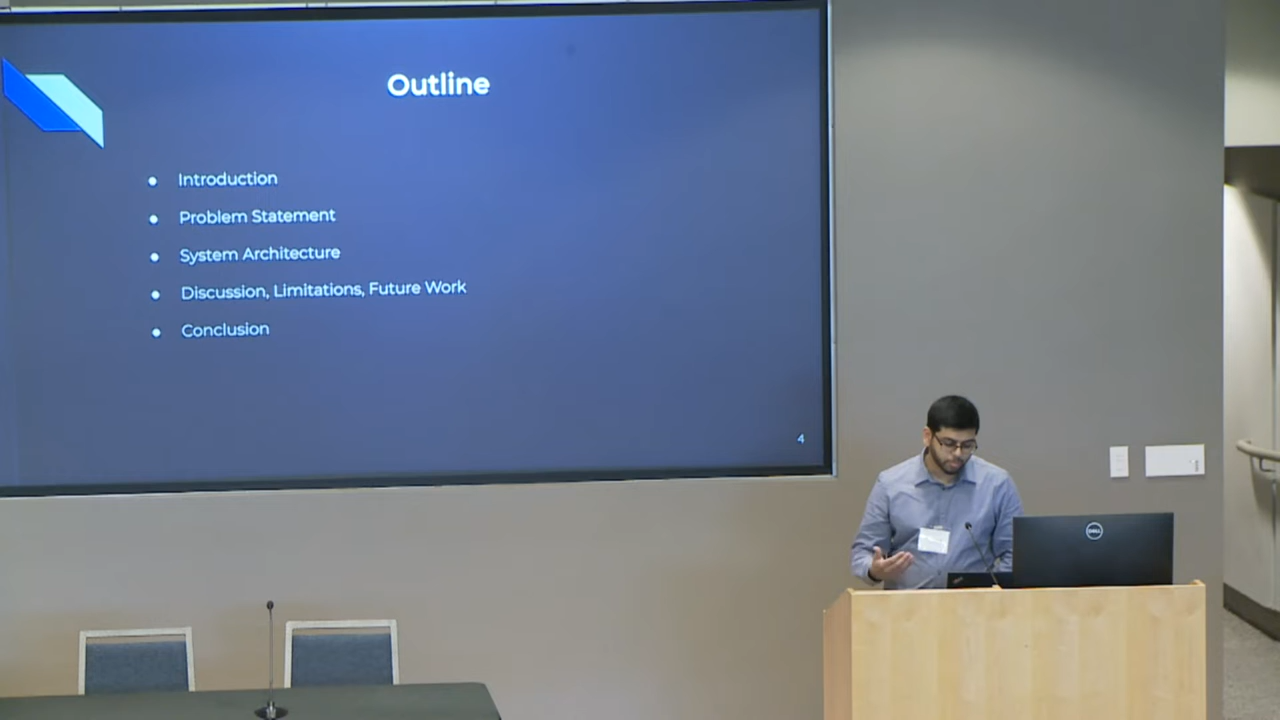 Outline
● Introduction
● Problem Statement
● System Architecture
● Discussion, Limitations, Future Work
● Conclusion
4
DELL